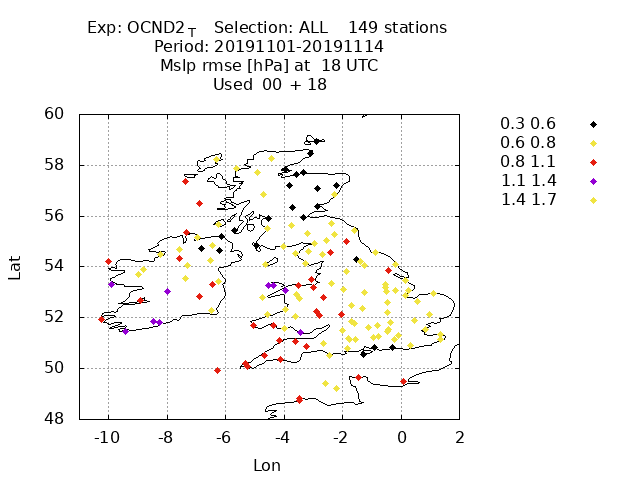 Exp: OCND2 T Selection: ALL 149 stations
Period: 20191101-20191114
Mslp rmse [hPa] at 18 UTC
Used 00 + 18
60
58
56
54
52
50
48
Lat
-10 -8 -6 -4 -2 0 2
Lon
0.3 0.6
0.6 0.8
0.8 1.1
1.1 1.4
1.4 1.7